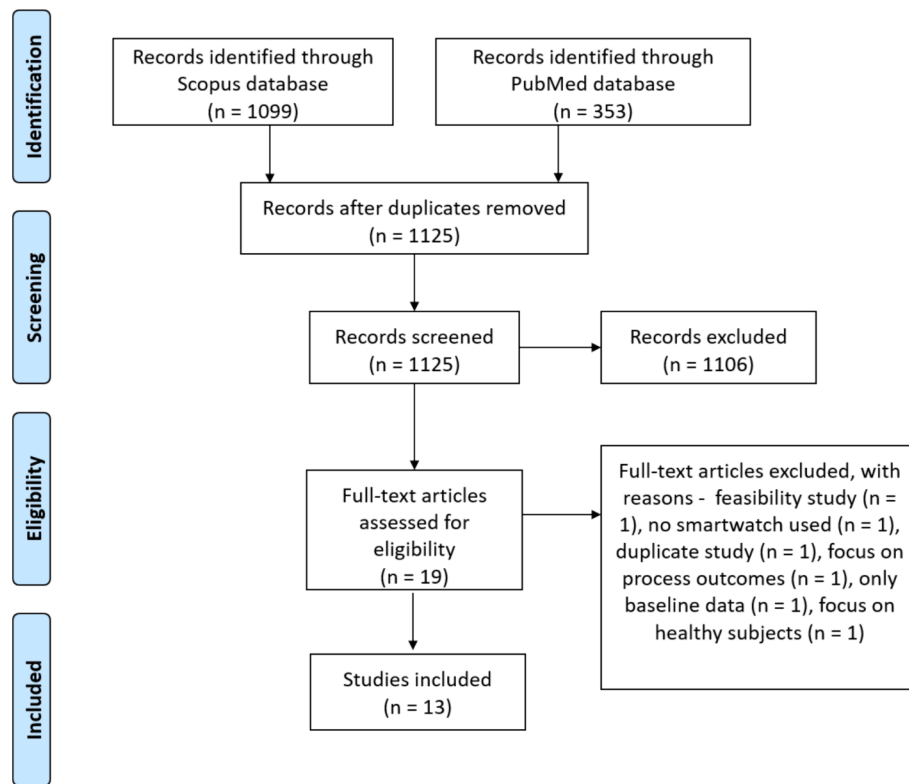 Identification
Records identified through
Scopus database
(n = 1099)
Records identified through
PubMed database
(n = 353)
Records after duplicates removed
(n = 1125)
Screening
Records screened
(n = 1125)
Records excluded
(n = 1106)
Eligibility
Full-text articles
assessed for
eligibility
(n = 19)
Full-text articles excluded, with
reasons - feasibility study (n =
1), no smartwatch used (n = 1),
duplicate study (n = 1), focus on
process outcomes (n = 1), only
baseline data (n = 1), focus on
healthy subjects (n = 1)
Included
Studies included
(n = 13)